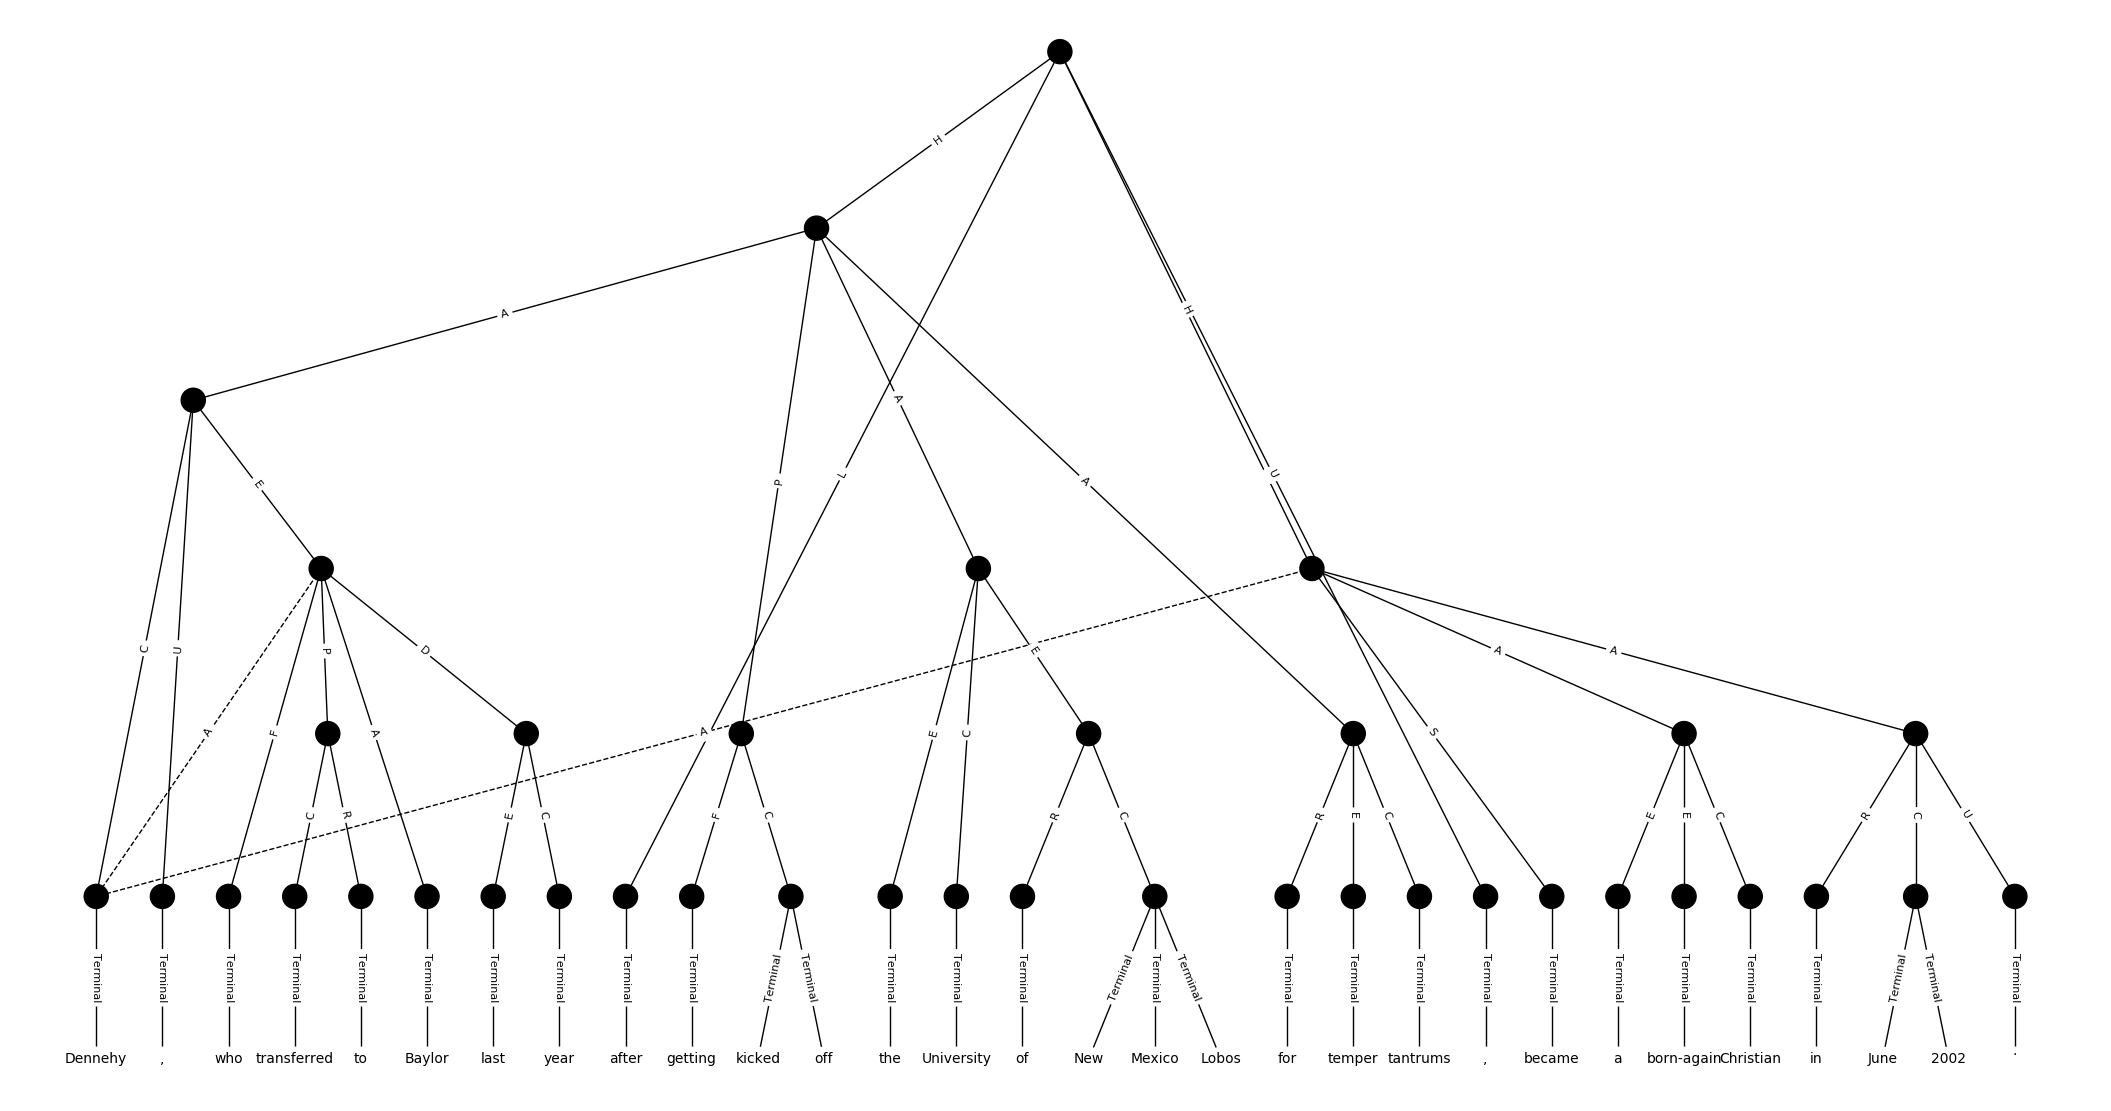 H
A
H
A
L
U
P
A
E
C
U
P
D
E
A
A
A
F
A
E
C
A
S
C
R
E
C
F
C
R
C
R
E
C
E
E
C
R
C
U
Terminal Terminal Terminal Terminal Terminal Terminal Terminal Terminal Terminal Terminal Terminal Terminal Terminal Terminal Terminal Terminal Terminal Terminal Terminal Terminal Terminal Terminal Terminal Terminal Terminal Terminal Terminal Terminal Terminal Terminal
Dennehy , who transferred to Baylor last year after getting kicked off the University of New Mexico Lobos for temper tantrums , became a born-again Christian in June 2002 .